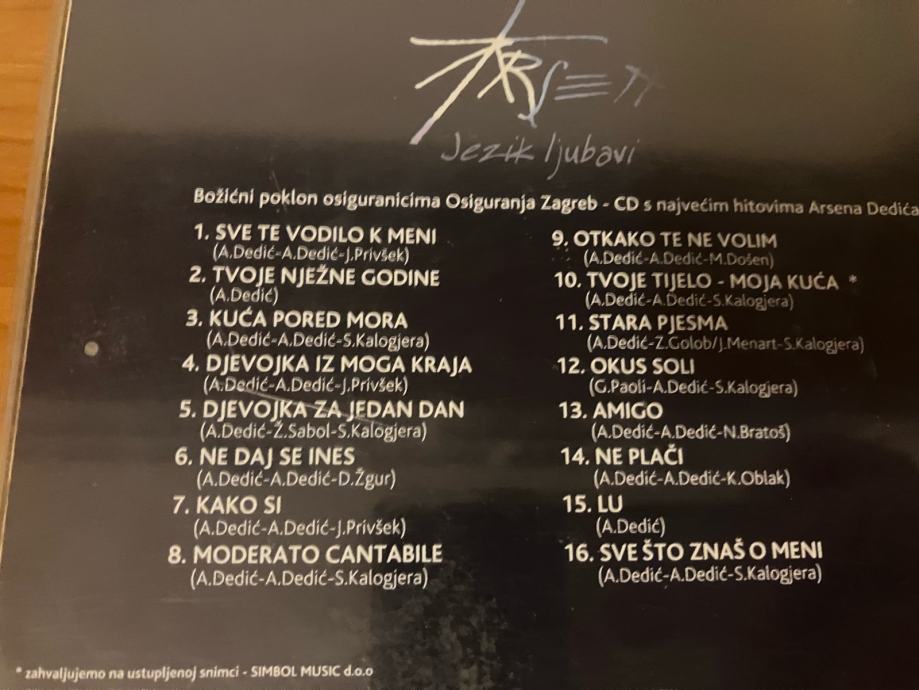 ARSEN
Jezik ljubavi
Božićni poklon osiguranicima Osiguranja Zagreb - CD s najvećim hitovima Arsena Dedića
1. SVE TE VODILO K MENI
(A.Dedić-A.Dedić-J.Privšek)
2. TVOJE NJEŽNE GODINE
(A.Dedić)
3. KUĆA PORED MORA
(A.Dedić-A.Dedić-S.Kalogjera)
4. DJEVOJKA IZ MOGA KRAJA
(A.Dedić-A.Dedić-J.Privšek)
5. DJEVOJKA ZA JEDAN DAN
(A.Dedić-Ž.Sabol-S.Kalogjera)
6. NE DAJ SE INES
(A.Dedić-A.Dedić-D.Žgur)
7. KAKO SI
(A.Dedić-A.Dedić-J.Privšek)
8. MODERATO CANTABILE
(A.Dedić-A.Dedić-S.Kalogjera)
9. OTKAKO TE NE VOLIM
(A.Dedić-A.Dedić-M.Došen)
10. TVOJE TIJELO - MOJA KUĆA *
(A.Dedić-A.Dedić-S.Kalogjera)
11. STARA PJESMA
(A.Dedić-Z.Golob/J.Menart-S.Kalogjera)
12. OKUS SOLI
(G.Paoli-A.Dedić-S.Kalogjera)
13. AMIGO
(A.Dedić-A.Dedić-N.Bratoš)
14. NE PLAČI
(A.Dedić-A.Dedić-K.Oblak)
15. LU
(A.Dedić)
16. SVE ŠTO ZNAŠ O MENI
(A.Dedić-A.Dedić-S.Kalogjera)
* zahvaljujemo na ustupljenoj snimci - SIMBOL MUSIC d.o.o